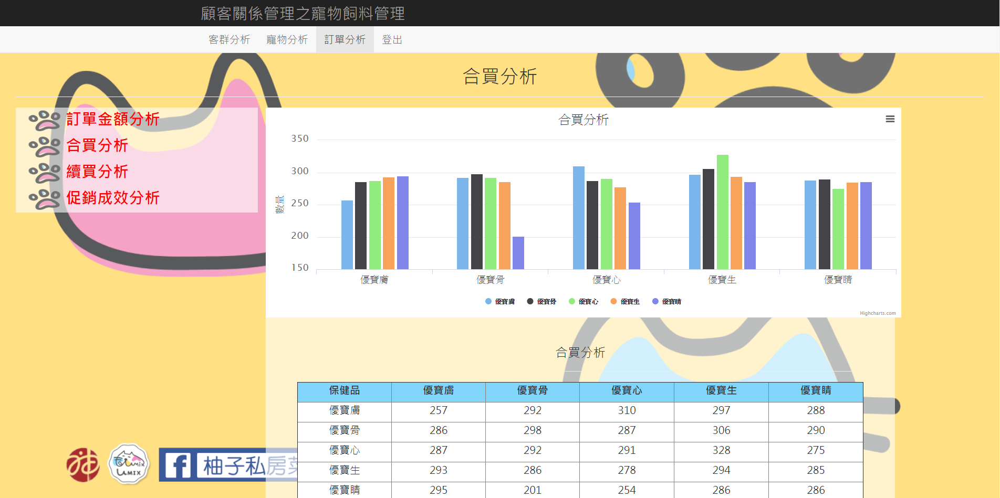 顧客關係管理之寵物飼料管理
客群分析 寵物分析 訂單分析 登出
合買分析
訂單金額分析
合買分析
續買分析
促銷成效分析
合買分析
350
300
250
200
150
數量
優寶膚 優寶骨 優寶心 優寶生 優寶睛
優寶膚 優寶骨 優寶心 優寶生 優寶睛
Highcharts.com
合買分析
保健品 優寶膚 優寶骨 優寶心 優寶生 優寶睛
優寶膚 257 292 310 297 288
優寶骨 286 298 287 306 290
優寶心 287 292 291 328 275
優寶生 293 286 278 294 285
優寶睛 295 201 254 286 286
f 柚子私房菜